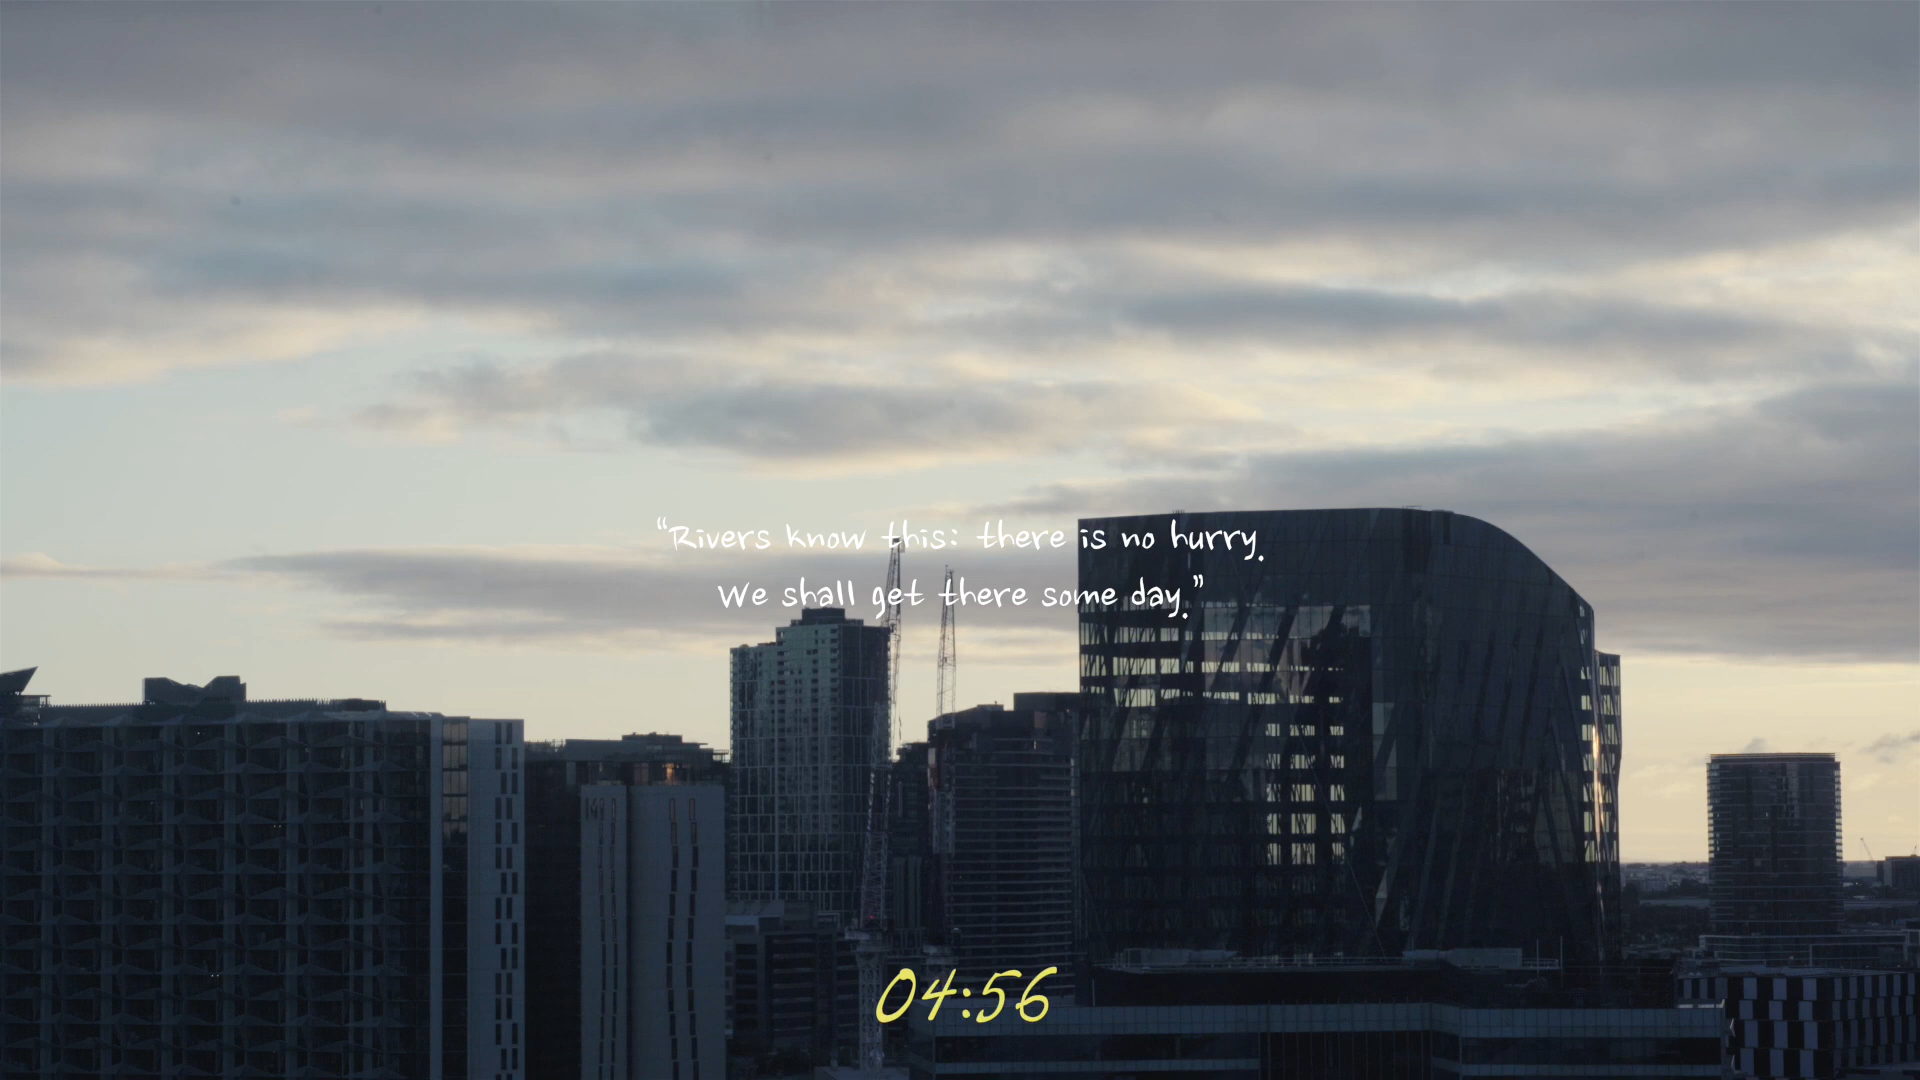 “Rivers know this: there is no hurry.
We shall get there some day.”
04:56